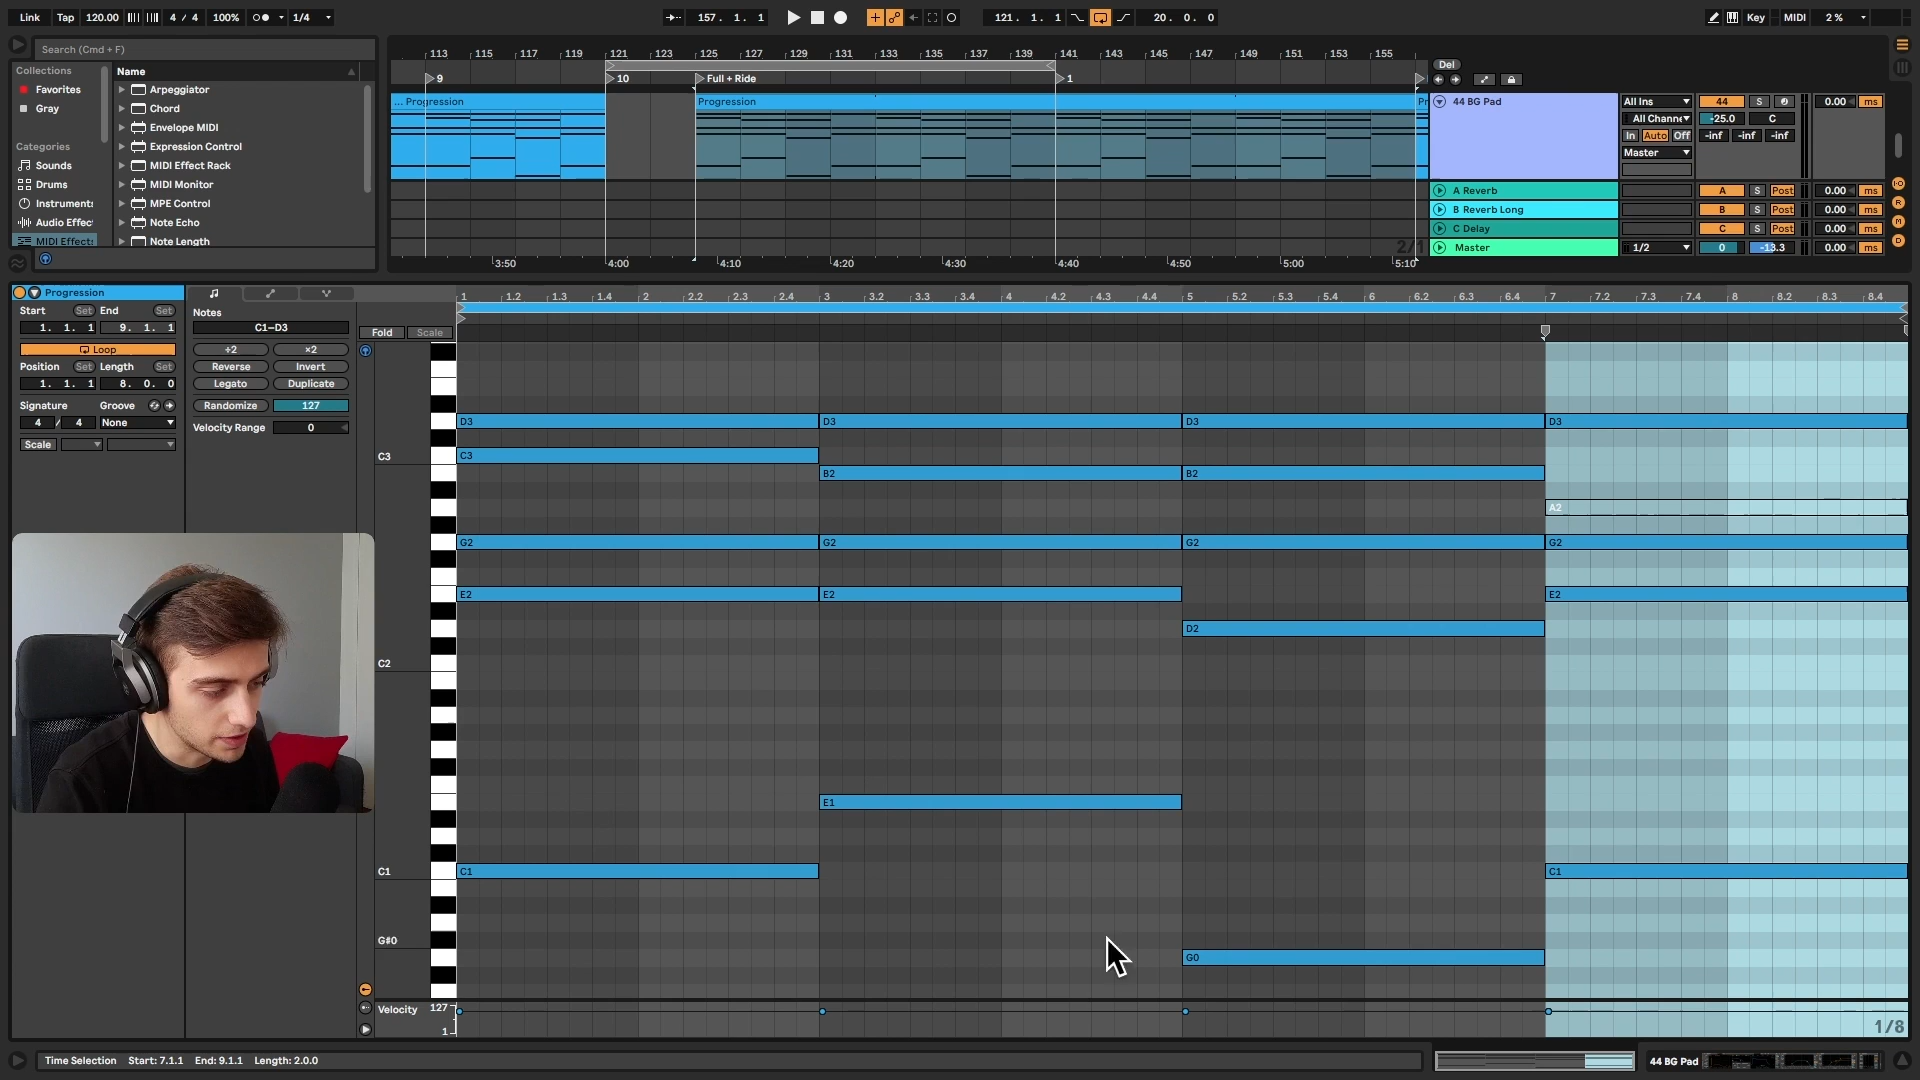 Link Tap 120.00 4 / 4 100% 1/4 157. 1. 1 121. 1. 1 20. 0. 0 Key MIDI 2 %
Search (Cmd + F)
Collections
Favorites
Gray
Categories
Sounds
Drums
Instruments
Audio Effec
MIDI Effects
Name
Arpeggiator
Chord
Envelope MIDI
Expression Control
MIDI Effect Rack
MIDI Monitor
MPE Control
Note Echo
Note Length
113 115 117 119 121 123 125 127 129 131 133 135 137 139 141 143 145 147 149 151 153 155
9 10 Full + Ride 1
Del
... Progression Progression Pr
44 BG Pad All Ins 44 S 0.00 ms
All Channe -25.0 C
In Auto Off -inf -inf -inf
Master
A Reverb A S Post 0.00 ms
B Reverb Long B S Post 0.00 ms
C Delay C S Post 0.00 ms
Master 1/2 0 -13.3 0.00 ms
2/1
3:50 4:00 4:10 4:20 4:30 4:40 4:50 5:00 5:10
Progression
Start Set End Set
1. 1. 1 9. 1. 1
Loop
Position Set Length Set
1. 1. 1 8. 0. 0
Signature Groove
4 / 4 None
Scale
Notes
C1–D3
÷2 ×2
Reverse Invert
Legato Duplicate
Randomize 127
Velocity Range 0
1 1.2 1.3 1.4 2 2.2 2.3 2.4 3 3.2 3.3 3.4 4 4.2 4.3 4.4 5 5.2 5.3 5.4 6 6.2 6.3 6.4 7 7.2 7.3 7.4 8 8.2 8.3 8.4
Fold Scale
D3 D3 D3 D3
C3 C3
B2 B2
A2
G2 G2 G2 G2
E2 E2 E2
D2
C2
E1
C1 C1 C1
G#0
G0
Velocity 127
1
1/8
Time Selection Start: 7.1.1 End: 9.1.1 Length: 2.0.0
44 BG Pad